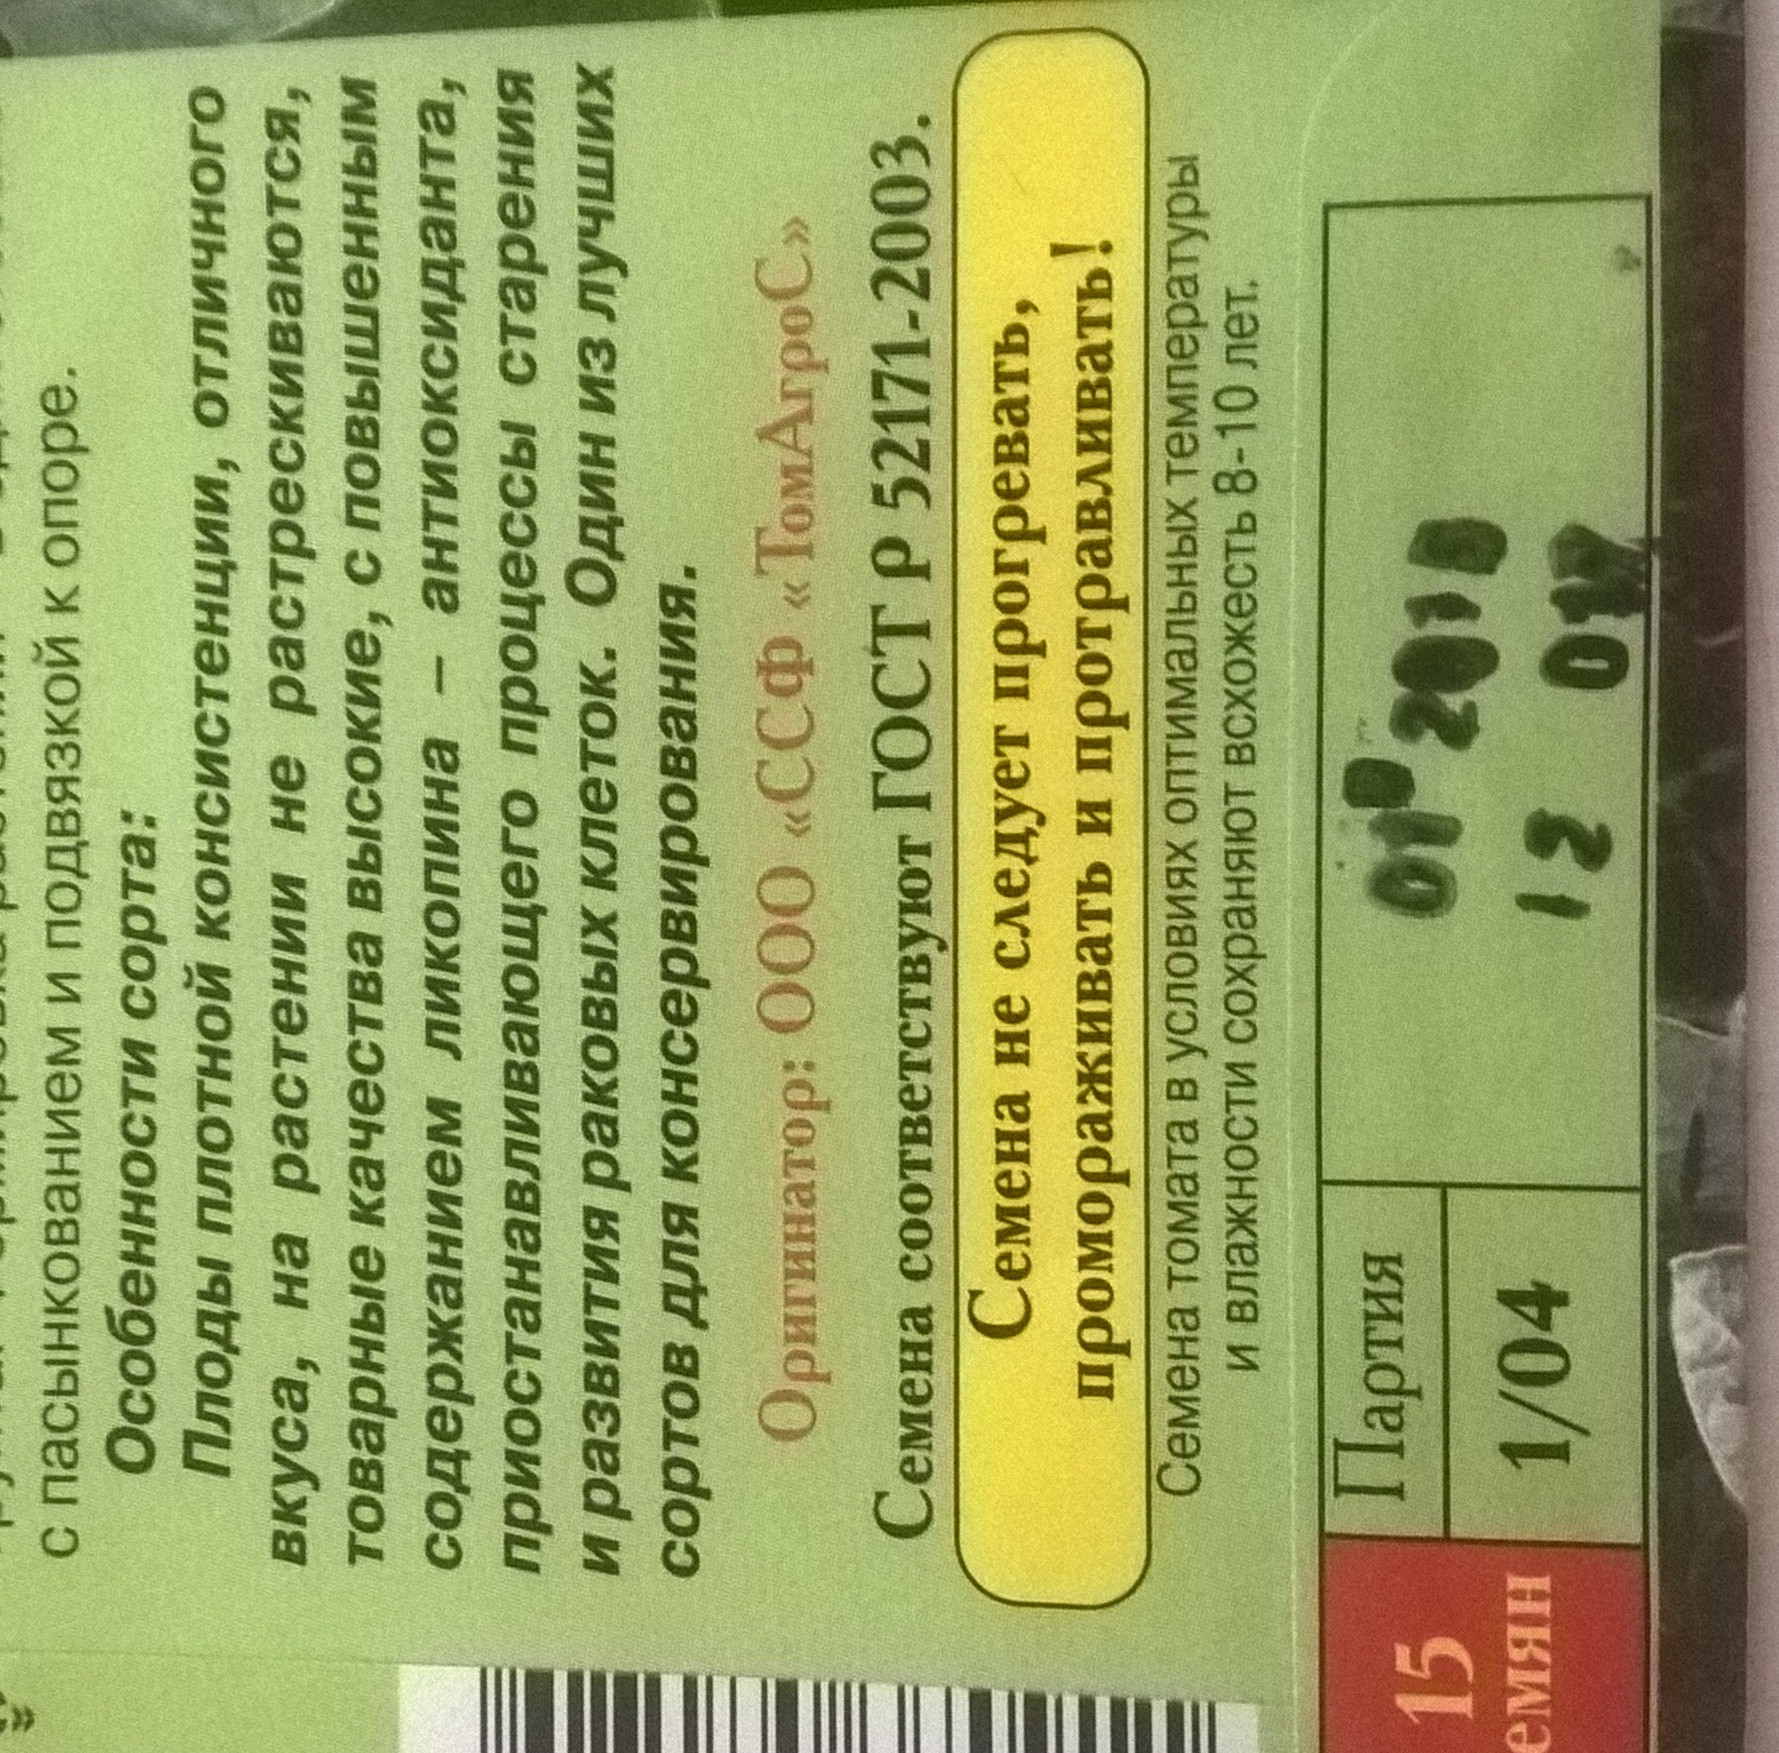 с пасынкованием и подвязкой к опоре.
Особенности сорта:
Плоды плотной консистенции, отличного
вкуса, на растении не растрескиваются,
товарные качества высокие, с повышенным
содержанием ликопина – антиоксиданта,
приостанавливающего процессы старения
и развития раковых клеток. Один из лучших
сортов для консервирования.
Оригинатор: ООО «ССФ «ТомАгроС»
Семена соответствуют ГОСТ Р 52171-2003.
Семена не следует прогревать,
промораживать и протравливать!
Семена томата в условиях оптимальных температуры
и влажности сохраняют всхожесть 8-10 лет.
15
емян
Партия
1/04
12